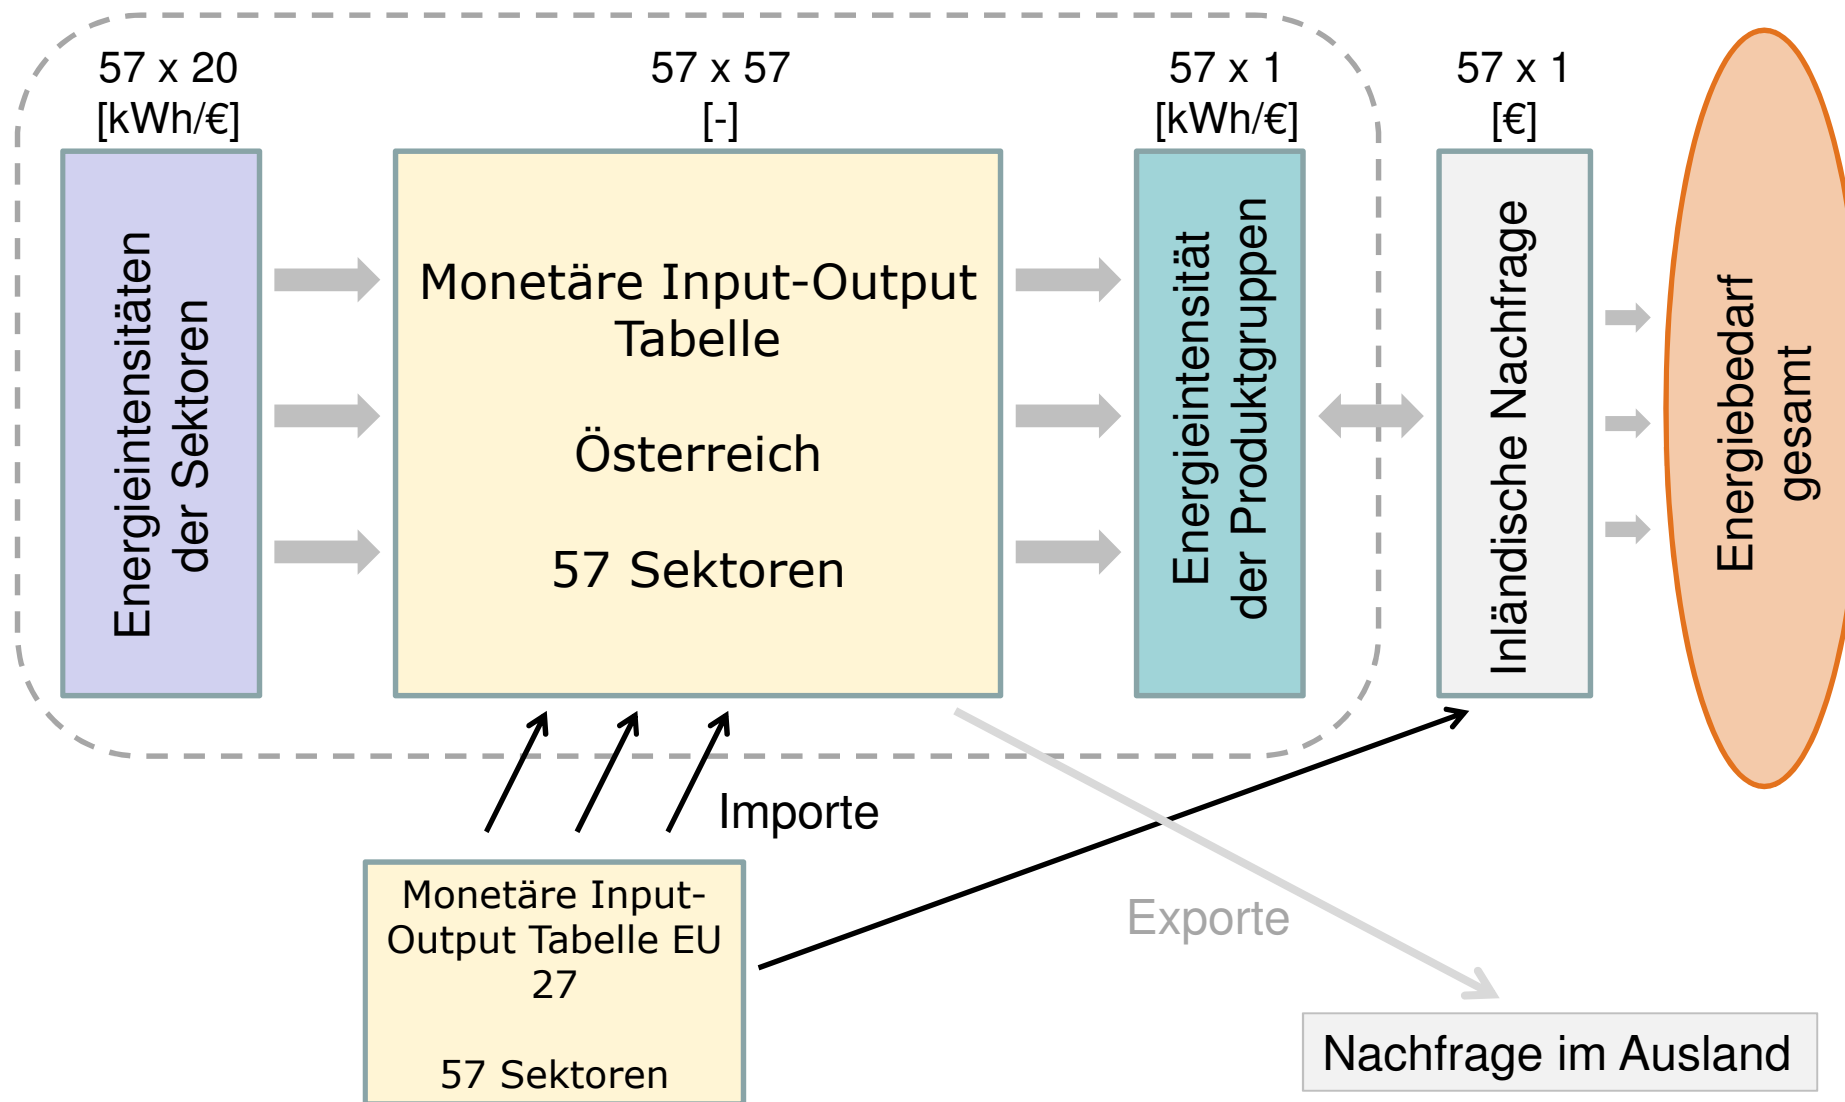 57 x 20
[kWh/€]
57 x 57
[-]
57 x 1
[kWh/€]
57 x 1
[€]
Energieintensitäten
der Sektoren
Monetäre Input-Output
Tabelle
Österreich
57 Sektoren
Energieintensität
der Produktgruppen
Inländische Nachfrage
Energiebedarf
gesamt
Importe
Monetäre Input-
Output Tabelle EU
27
57 Sektoren
Exporte
Nachfrage im Ausland